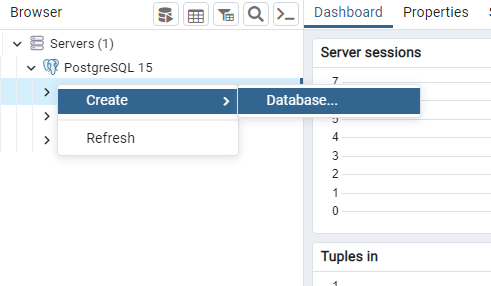 Browser
Dashboard
Properties
S
Servers (1)
PostgreSQL 15
Create
Database...
Refresh
Server sessions
7
5
4
3
2
1
0
Tuples in
1